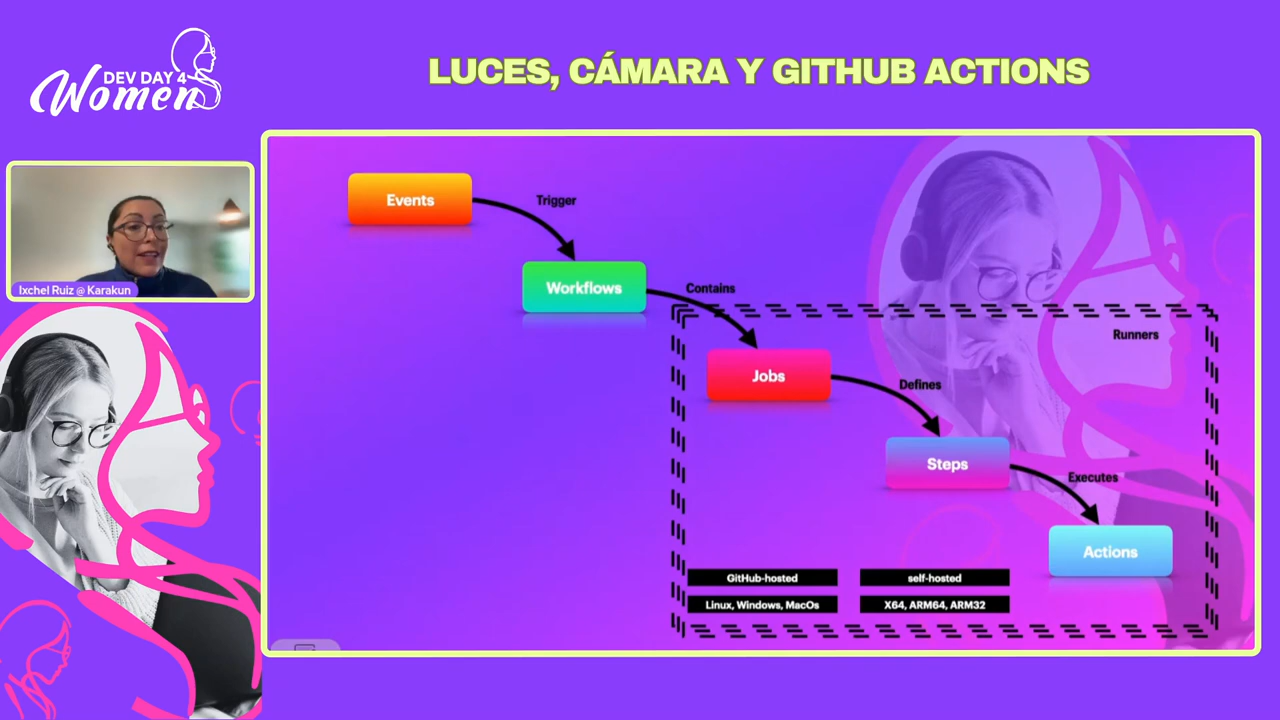 DEV DAY 4
Women
LUCES, CÁMARA Y GITHUB ACTIONS
Ixchel Ruiz @ Karakun
Events
Trigger
Workflows
Contains
Runners
Jobs
Defines
Steps
Executes
Actions
GitHub-hosted
self-hosted
Linux, Windows, MacOs
X64, ARM64, ARM32